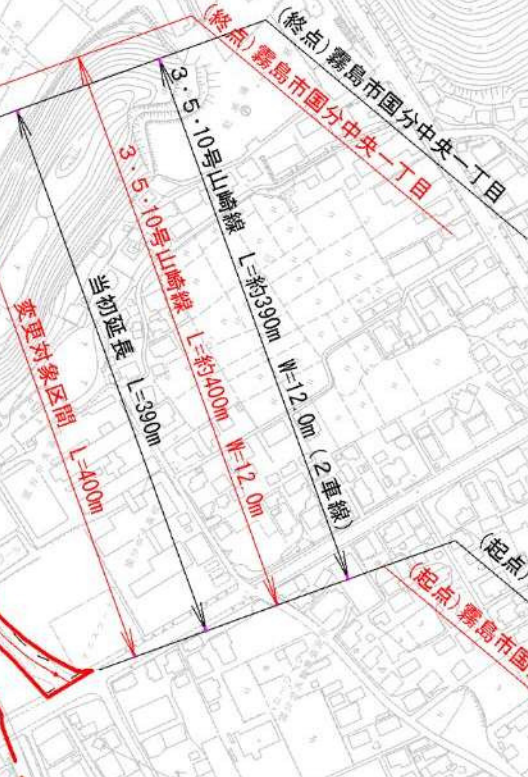 (終点)霧島市国分中央一丁目
(終点)霧島市国分中央一丁目
3・5・10号山崎線 L=約390m W=12.0m(2車線)
3・5・10号山崎線 L=約400m W=12.0m
当初延長 L=390m
変更対象区間 L=400m
(起点)
(起点)霧島市国